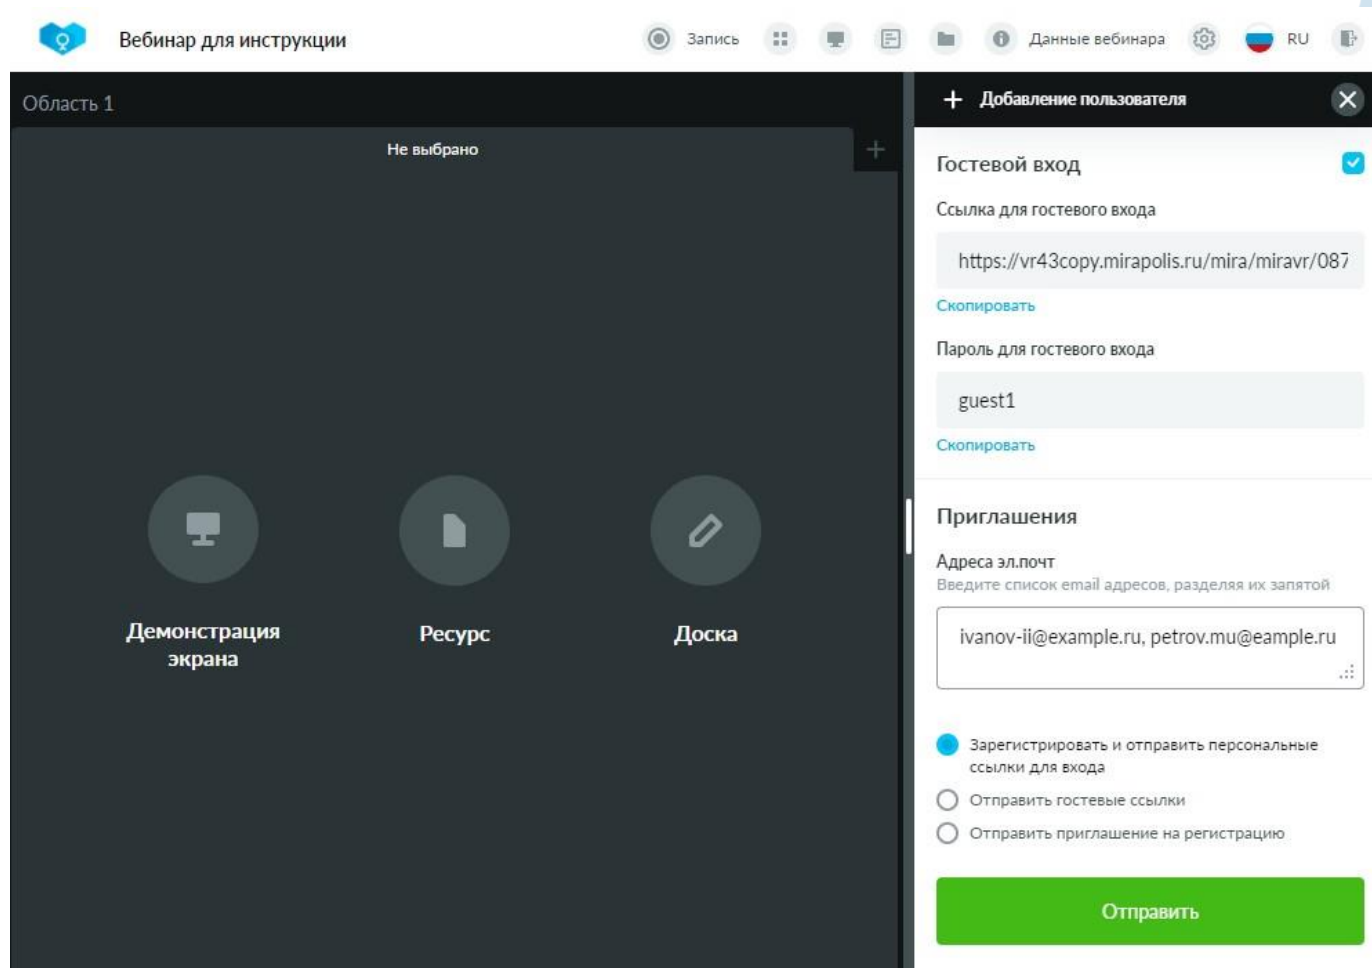 Вебинар для инструкции
Запись
Данные вебинара
RU
Область 1
Не выбрано
Демонстрация
экрана
Ресурс
Доска
Добавление пользователя
Гостевой вход
Ссылка для гостевого входа
https://vr43copy.mirapolis.ru/mira/miravr/087
Скопировать
Пароль для гостевого входа
guest1
Скопировать
Приглашения
Адреса эл.почт
Введите список email адресов, разделяя их запятой
ivanov-ii@example.ru, petrov.mu@eample.ru
Зарегистрировать и отправить персональные
ссылки для входа
Отправить гостевые ссылки
Отправить приглашение на регистрацию
Отправить